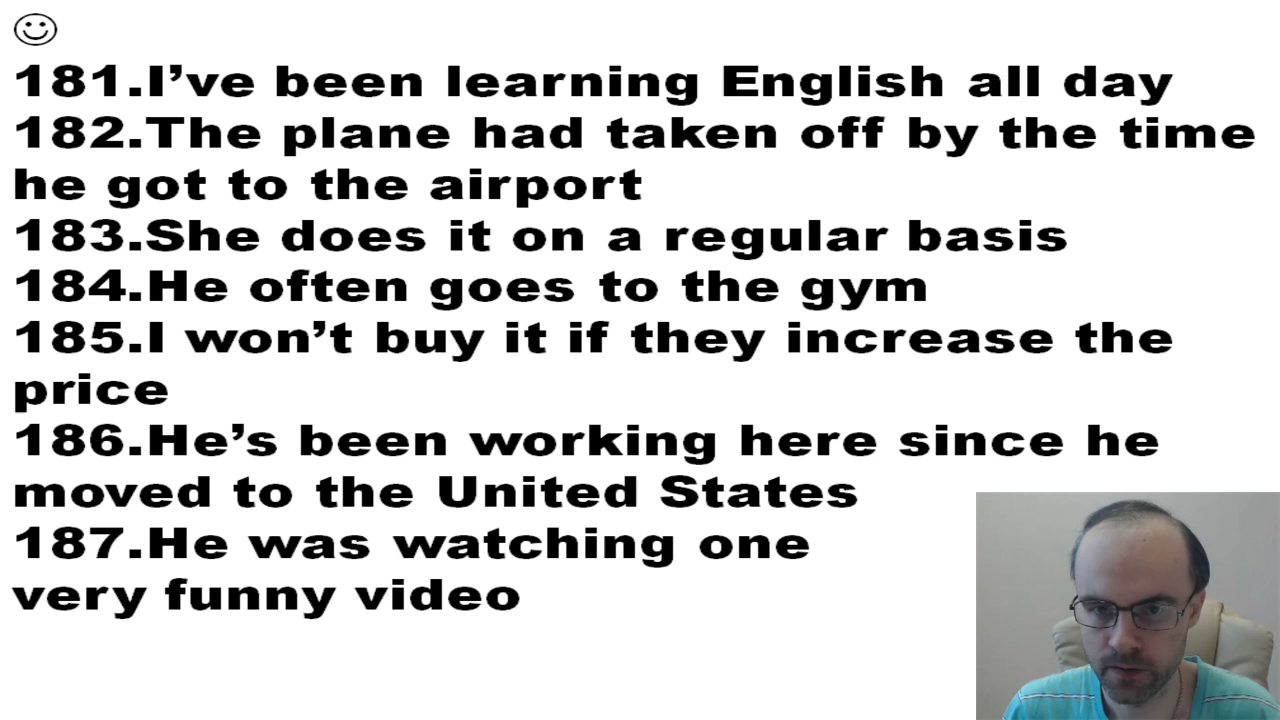 181.I’ve been learning English all day
182.The plane had taken off by the time
he got to the airport
183.She does it on a regular basis
184.He often goes to the gym
185.I won’t buy it if they increase the
price
186.He’s been working here since he
moved to the United States
187.He was watching one
very funny video